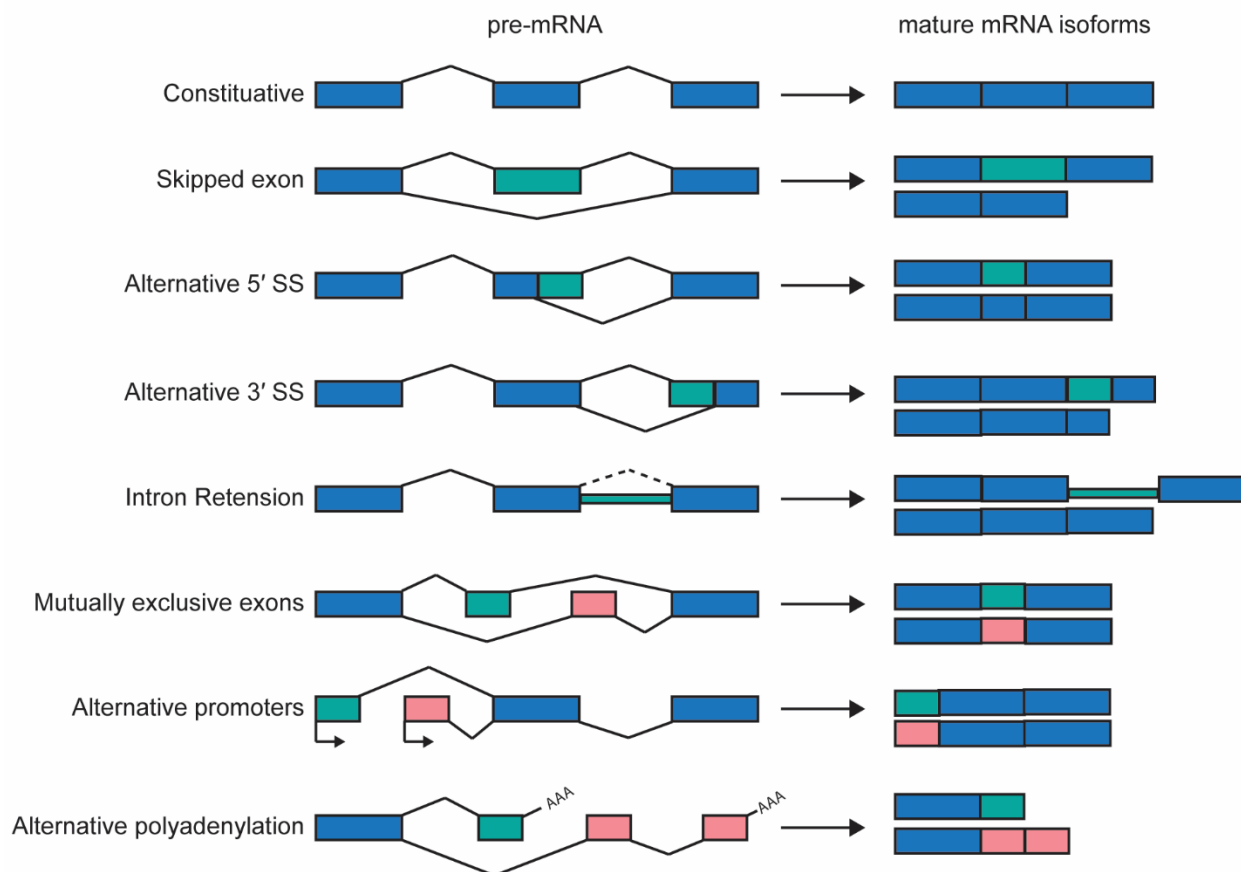 pre-mRNA
mature mRNA isoforms
Constituative
Skipped exon
Alternative 5′ SS
Alternative 3′ SS
Intron Retension
Mutually exclusive exons
Alternative promoters
Alternative polyadenylation
AAA
AAA